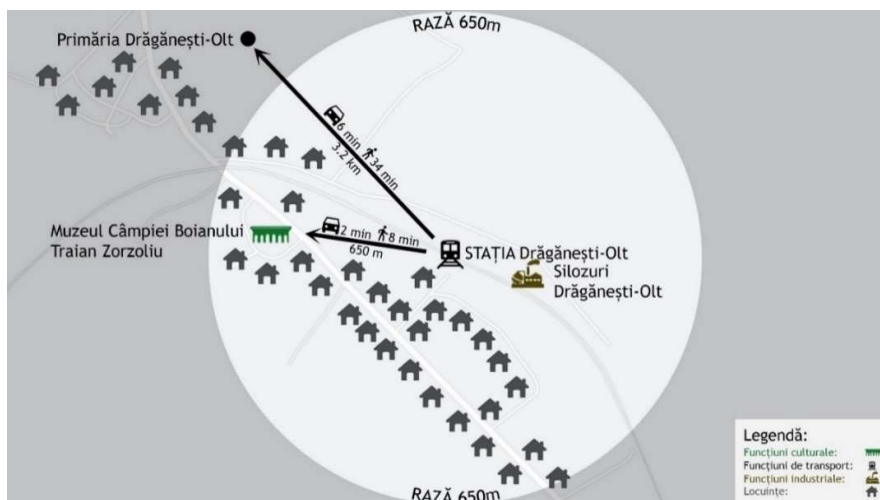 RAZĂ 650m
Primăria Drăgănești-Olt
6 min 34 min
3.2 km
Muzeul Câmpiei Boianului
Traian Zorzoliu
2 min 8 min
650 m
STAȚIA Drăgănești-Olt
Silozuri
Drăgănești-Olt
Legendă:
Funcțiuni culturale:
Funcțiuni de transport:
Funcțiuni industriale:
Locuințe:
RAZĂ 650m